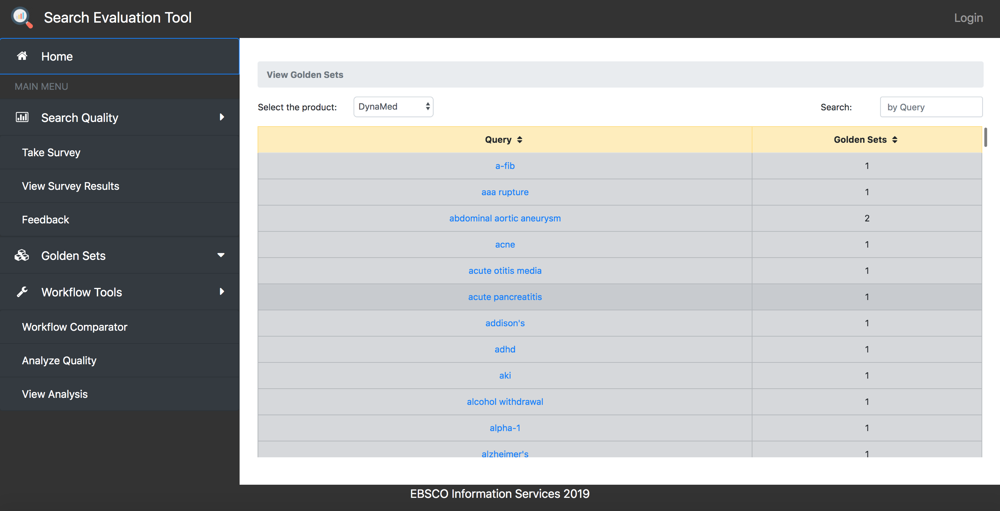 Search Evaluation Tool
Login
Home
MAIN MENU
Search Quality
Take Survey
View Survey Results
Feedback
Golden Sets
Workflow Tools
Workflow Comparator
Analyze Quality
View Analysis
View Golden Sets
Select the product: DynaMed Search: by Query
Query Golden Sets
a-fib 1
aaa rupture 1
abdominal aortic aneurysm 2
acne 1
acute otitis media 1
acute pancreatitis 1
addison's 1
adhd 1
aki 1
alcohol withdrawal 1
alpha-1 1
alzheimer's 1
EBSCO Information Services 2019